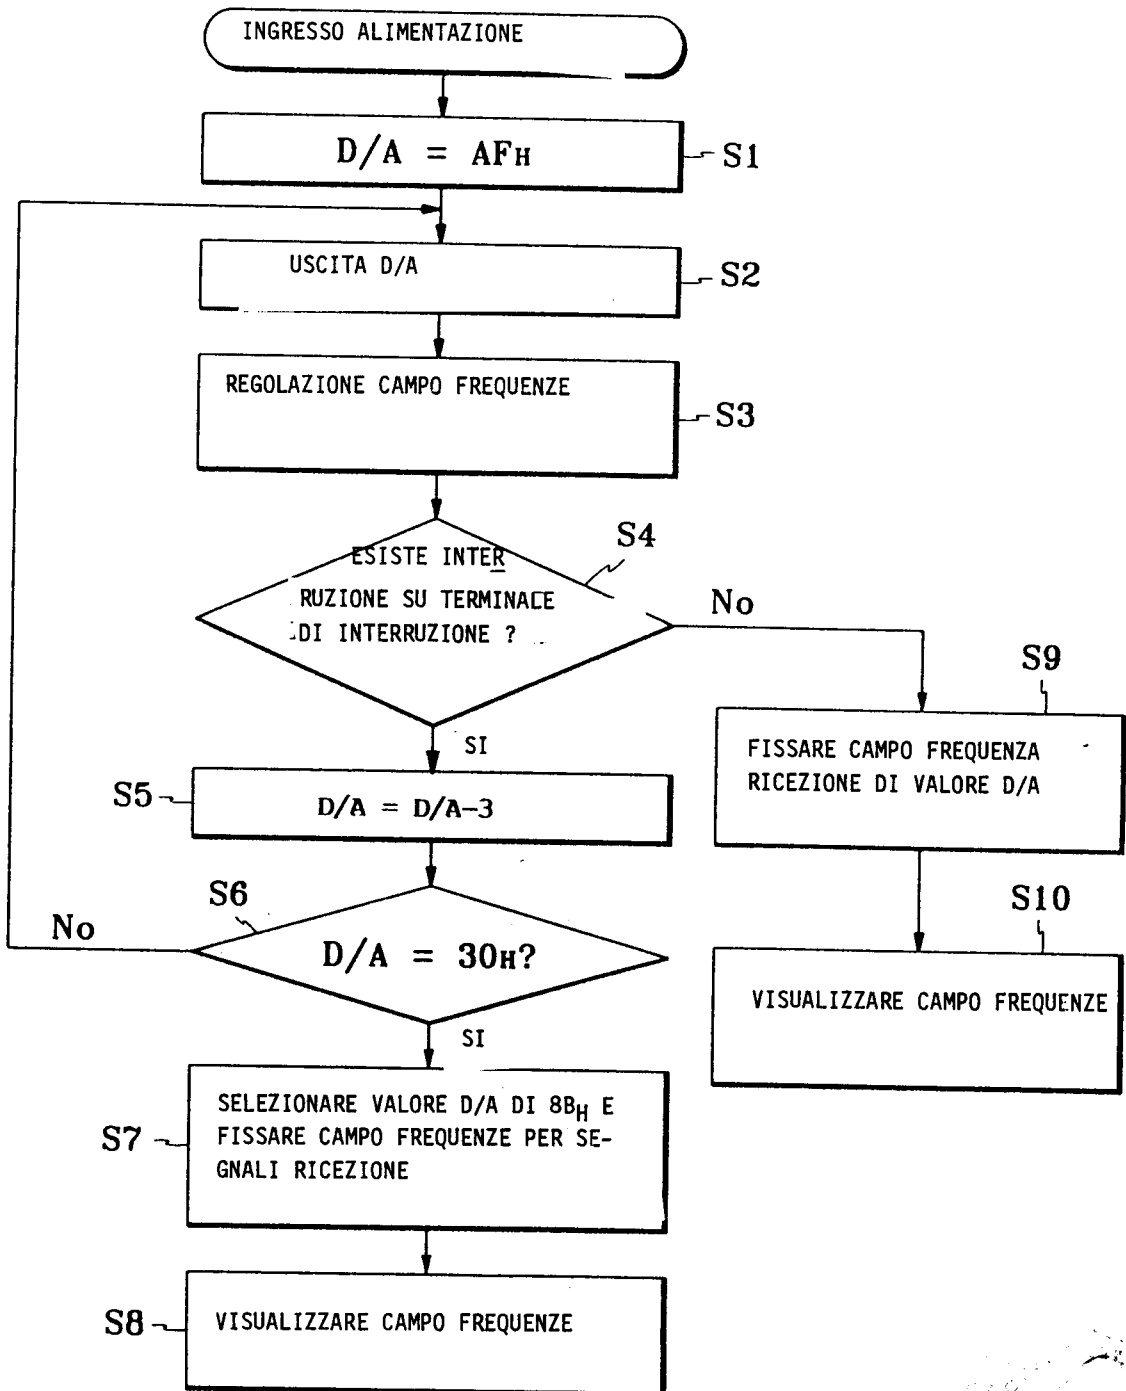 INGRESSO ALIMENTAZIONE
D/A = AFH
S1
USCITA D/A
S2
REGOLAZIONE CAMPO FREQUENZE
S3
S4
ESISTE INTER
RUZIONE SU TERMINALE
DI INTERRUZIONE ?
No
SI
S9
FISSARE CAMPO FREQUENZA
RICEZIONE DI VALORE D/A
S5
D/A = D/A-3
S6
No
D/A = 30H?
SI
S10
VISUALIZZARE CAMPO FREQUENZE
S7
SELEZIONARE VALORE D/A DI 8BH E
FISSARE CAMPO FREQUENZE PER SE-
GNALI RICEZIONE
S8
VISUALIZZARE CAMPO FREQUENZE